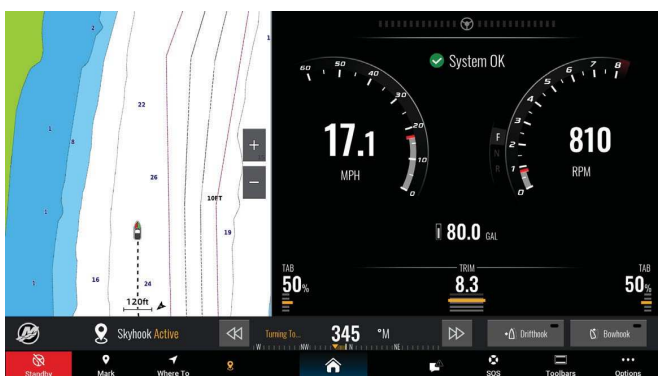 2
1
22
1
8
26
1
10FT
19
1
16
24
120ft
+
−
System OK
60 50 40 30 20 10 0
17.1
MPH
F
N
R
8 7 6 5 4 3 2 1 0
810
RPM
80.0 GAL
TAB
50%
TRIM
8.3
TAB
50%
Skyhook Active
Turning To...
345 °M
W NW N NE
Drifthook
Bowhook
Standby
Mark
Where To
SOS
Toolbars
Options